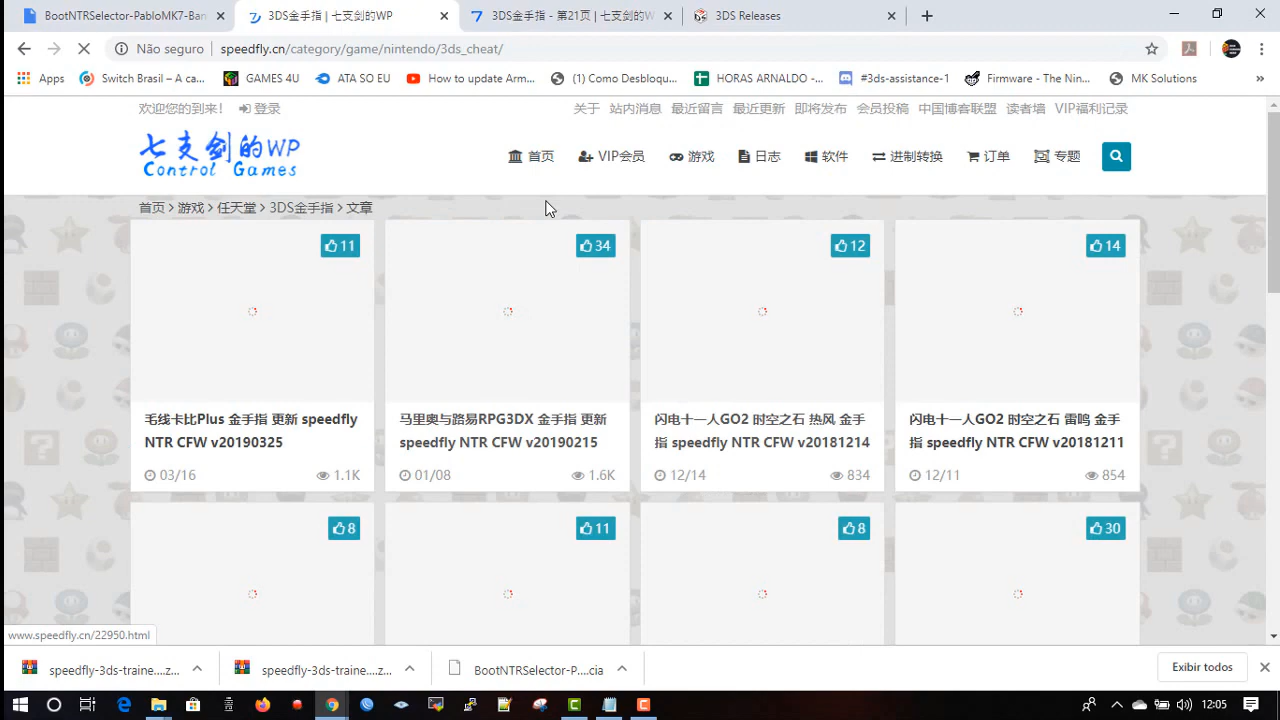 BootNTRSelector-PabloMK7-Ban
3DS金手指 | 七支剑的WP
3DS金手指 - 第21页 | 七支剑的W
3DS Releases
Não seguro | speedfly.cn/category/game/nintendo/3ds_cheat/
Apps
Switch Brasil – A ca...
GAMES 4U
ATA SO EU
How to update Arm...
(1) Como Desbloqu...
HORAS ARNALDO -...
#3ds-assistance-1
Firmware - The Nin...
MK Solutions
»
欢迎您的到来！ 登录
关于 站内消息 最近留言 最近更新 即将发布 会员投稿 中国博客联盟 读者墙 VIP福利记录
七支剑的WP
Control Games
首页 VIP会员 游戏 日志 软件 进制转换 订单 专题
首页 > 游戏 > 任天堂 > 3DS金手指 > 文章
11
34
12
14
毛线卡比Plus 金手指 更新 speedfly
NTR CFW v20190325
03/16 1.1K
马里奥与路易RPG3DX 金手指 更新
speedfly NTR CFW v20190215
01/08 1.6K
闪电十一人GO2 时空之石 热风 金手
指 speedfly NTR CFW v20181214
12/14 834
闪电十一人GO2 时空之石 雷鸣 金手
指 speedfly NTR CFW v20181211
12/11 854
8
11
8
30
www.speedfly.cn/22950.html
speedfly-3ds-traine....z...
speedfly-3ds-traine....z...
BootNTRSelector-P....cia
Exibir todos
12:05